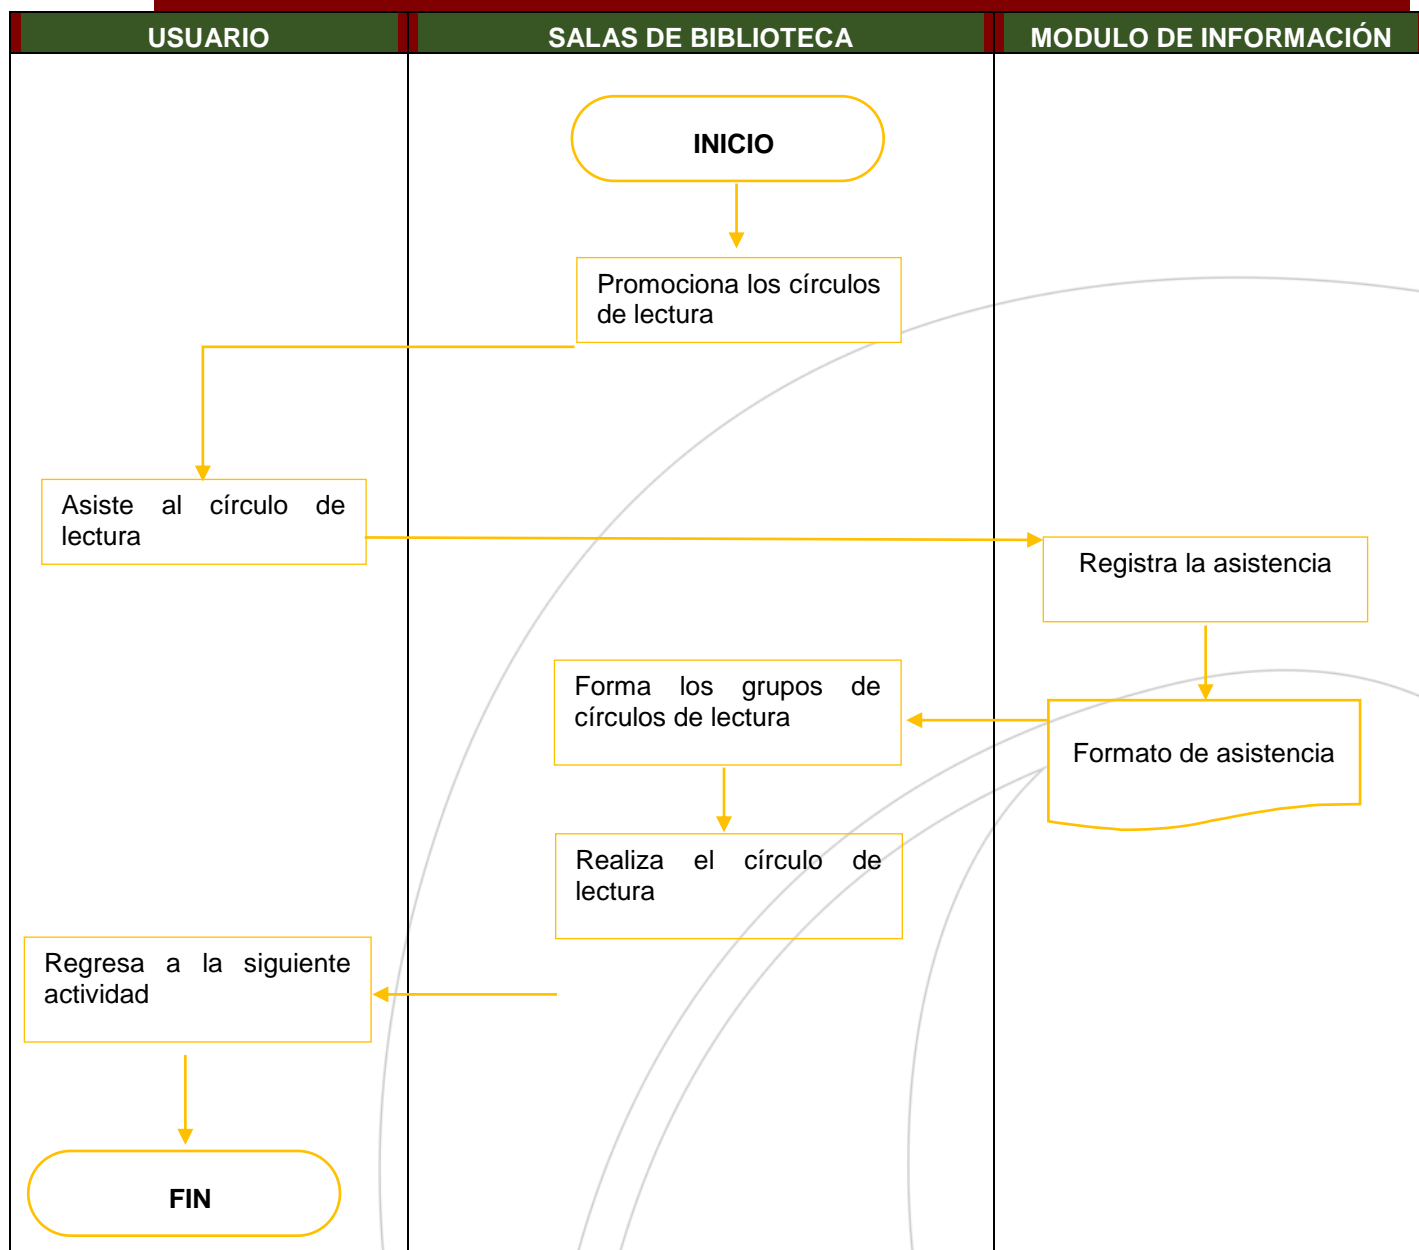 USUARIO
SALAS DE BIBLIOTECA
MODULO DE INFORMACIÓN
INICIO
Promociona los círculos
de lectura
Asiste al círculo de
lectura
Registra la asistencia
Forma los grupos de
círculos de lectura
Formato de asistencia
Realiza el círculo de
lectura
Regresa a la siguiente
actividad
FIN